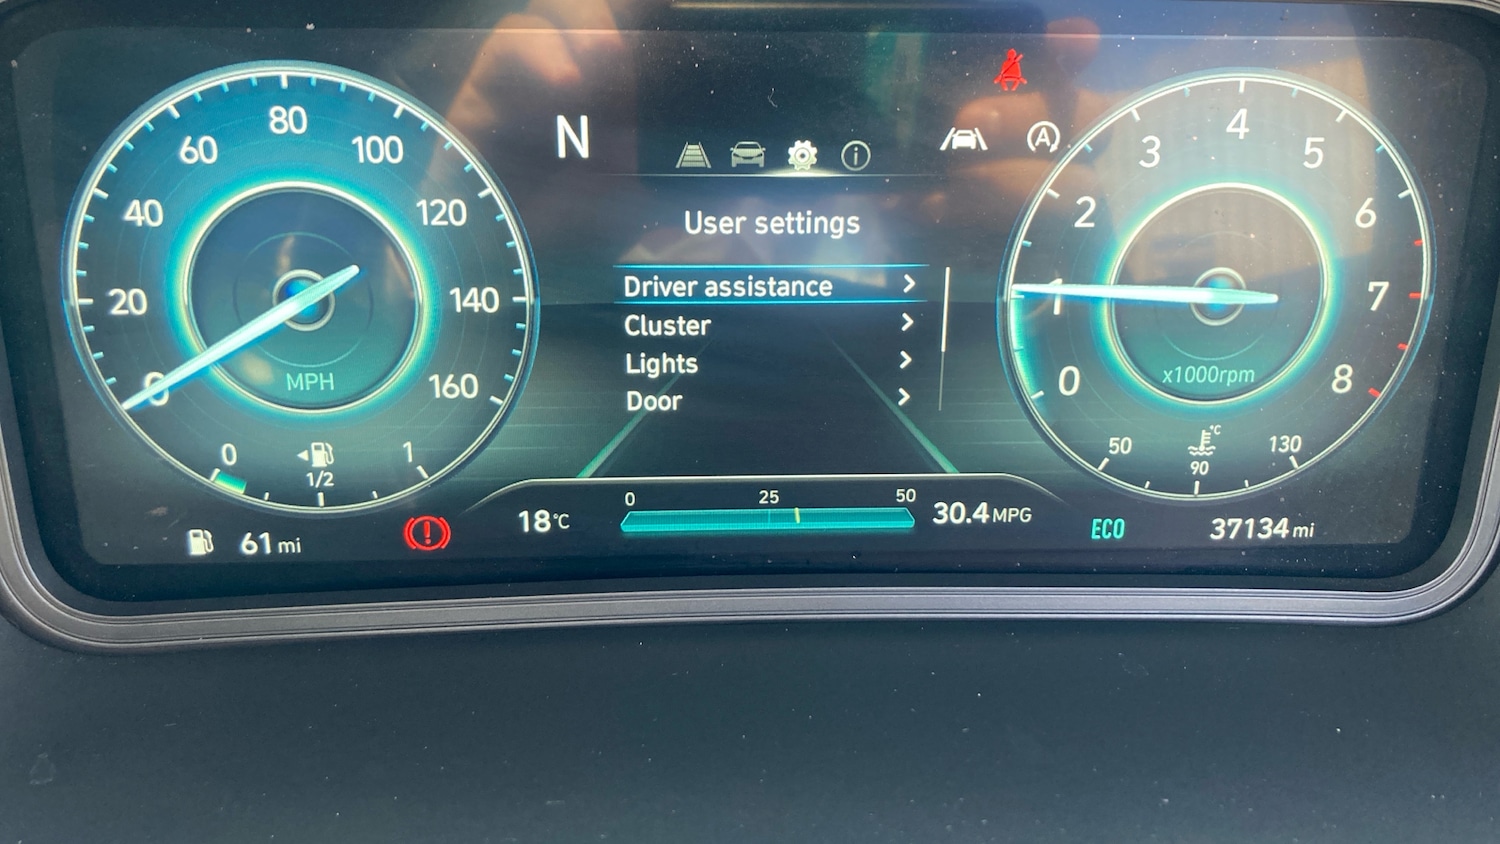 N
User settings
Driver assistance
Cluster
Lights
Door
0
20
40
60
80
100
120
140
160
MPH
0
1/2
1
61 mi
18°C
0
25
50
30.4 MPG
A
0
1
2
3
4
5
6
7
8
x1000rpm
50
°C
90
130
ECO
37134 mi